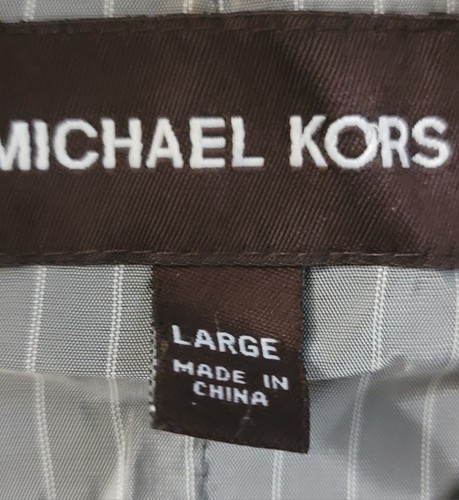 MICHAEL KORS
LARGE
MADE IN
CHINA